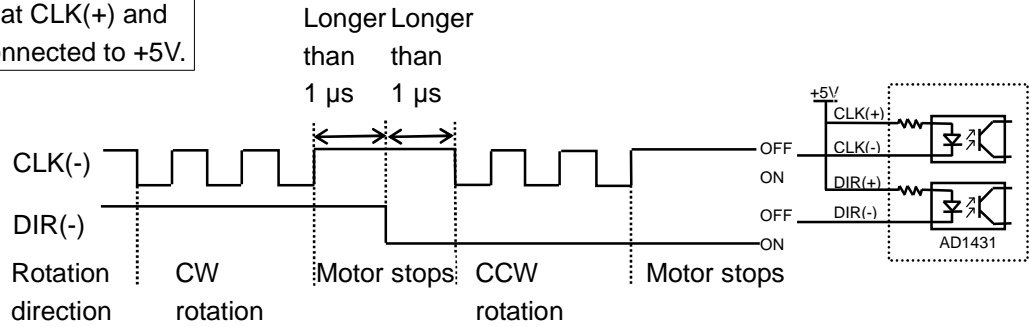 at CLK(+) and
connected to +5V.
Longer Longer
than than
1 μs 1 μs
CLK(-)
DIR(-)
OFF
ON
OFF
ON
+5V
CLK(+)
CLK(-)
DIR(+)
DIR(-)
AD1431
Rotation direction
CW rotation
Motor stops
CCW rotation
Motor stops